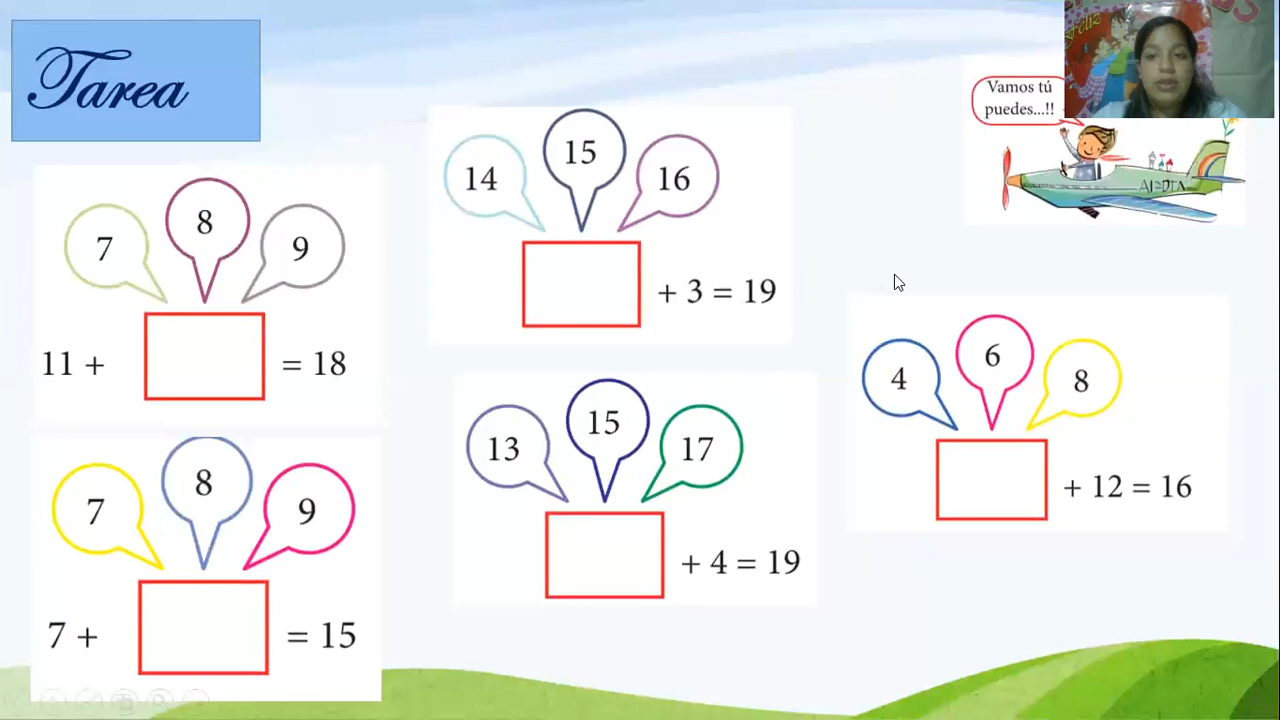 Tarea
Vamos tú
puedes...!!
Feliz
7
8
9
11 + = 18
14
15
16
+ 3 = 19
4
6
8
+ 12 = 16
7
8
9
7 + = 15
13
15
17
+ 4 = 19